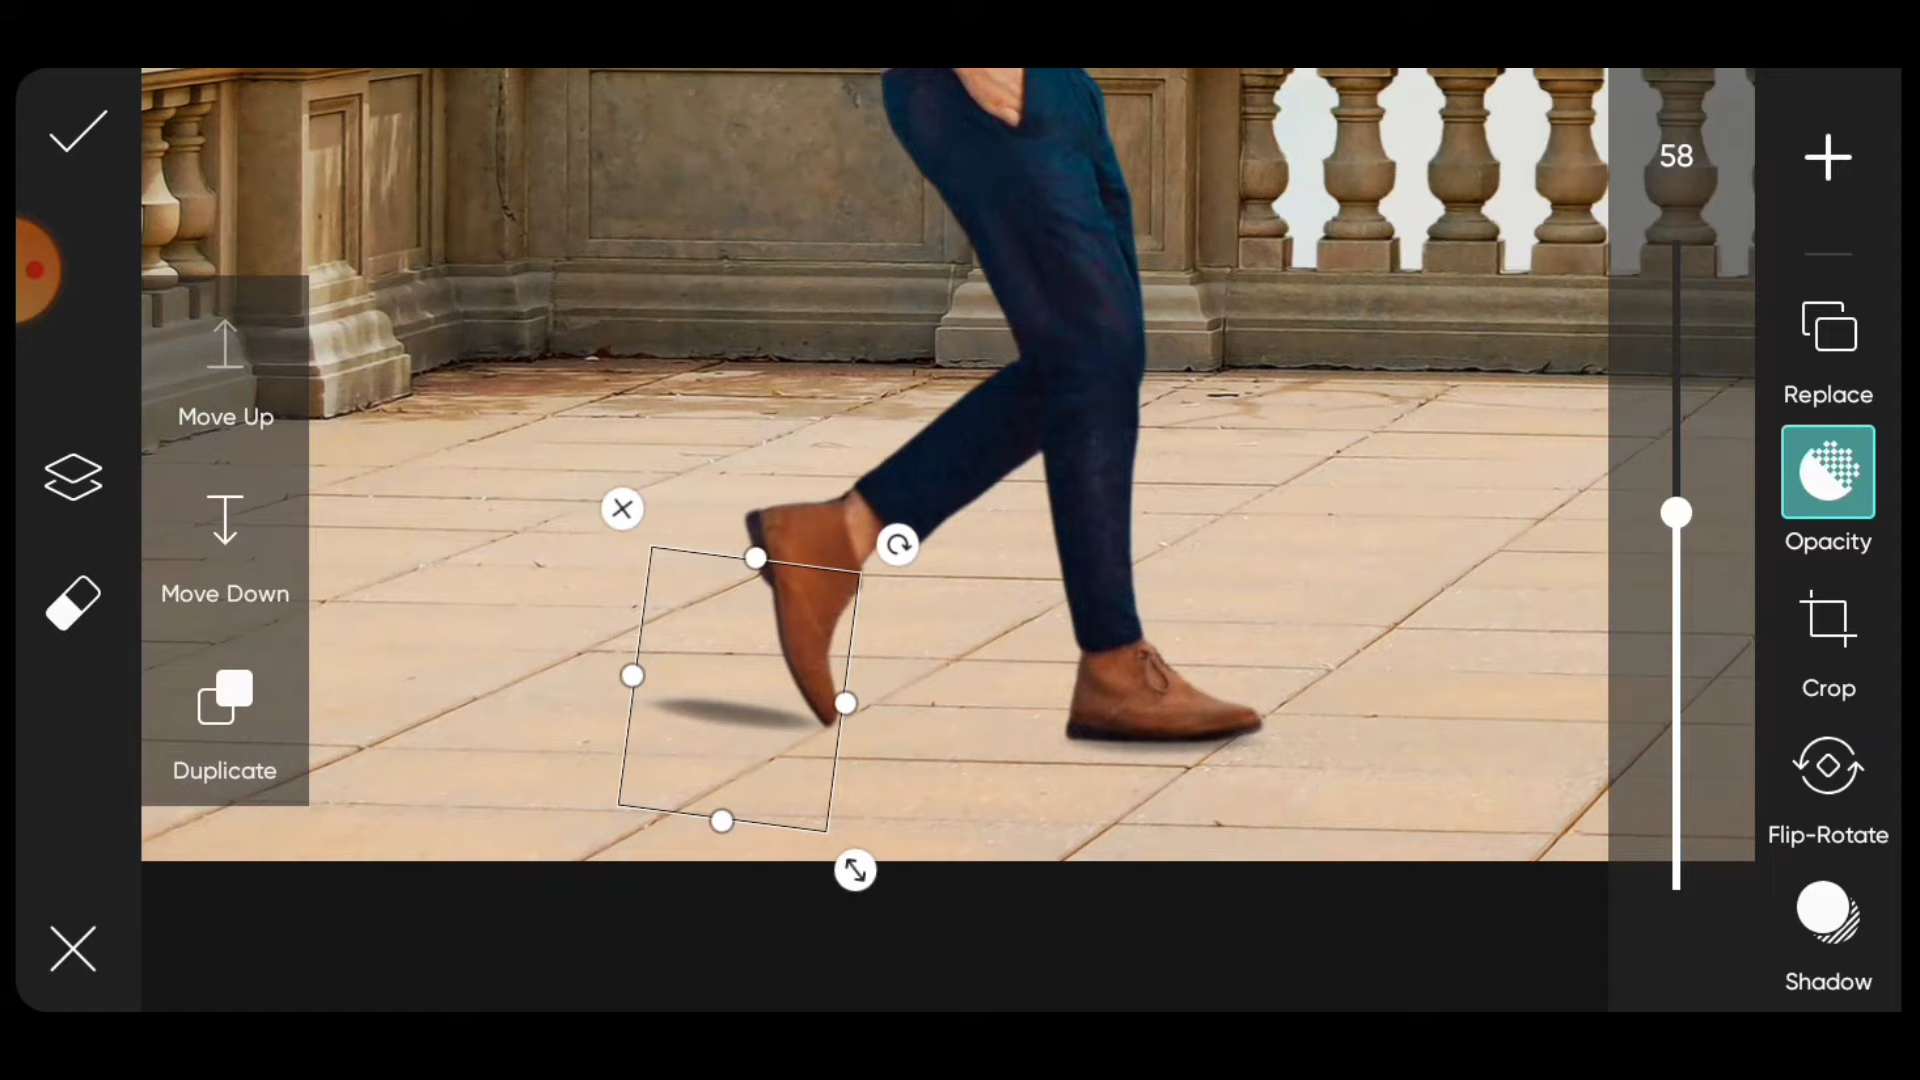 58
Move Up
Move Down
Duplicate
Replace
Opacity
Crop
Flip-Rotate
Shadow